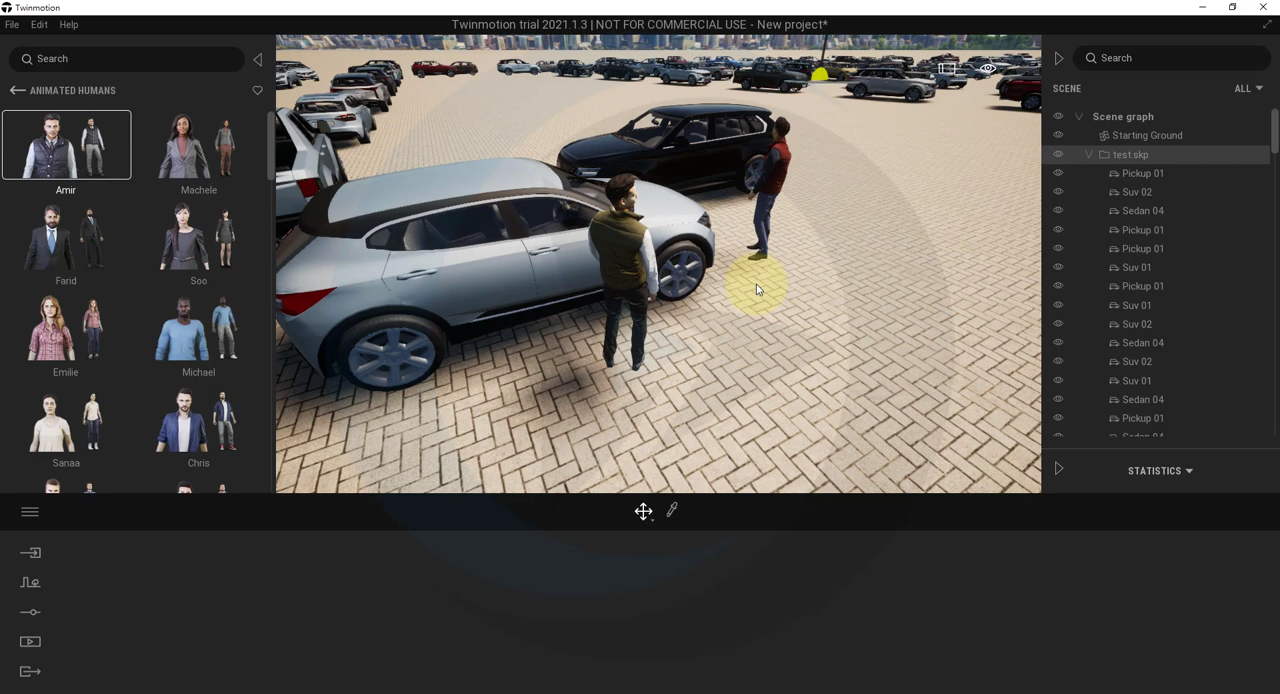 Twinmotion
File Edit Help
Twinmotion trial 2021.1.3 | NOT FOR COMMERCIAL USE - New project*
Search
ANIMATED HUMANS
Amir
Machele
Farid
Soo
Emilie
Michael
Sanaa
Chris
Search
SCENE ALL
Scene graph
Starting Ground
test.skp
Pickup 01
Suv 02
Sedan 04
Pickup 01
Pickup 01
Suv 01
Pickup 01
Suv 01
Suv 02
Sedan 04
Suv 02
Suv 01
Sedan 04
Pickup 01
Sedan 04
STATISTICS